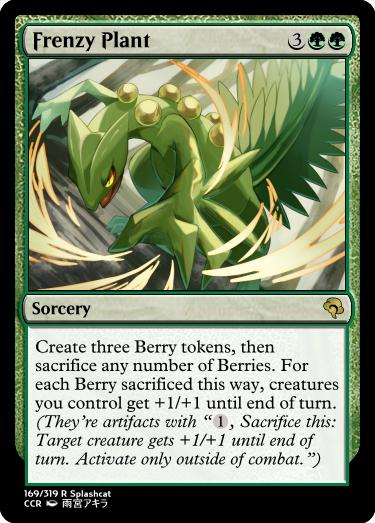 Frenzy Plant 3
Sorcery
Create three Berry tokens, then
sacrifice any number of Berries. For
each Berry sacrificed this way, creatures
you control get +1/+1 until end of turn.
(They're artifacts with “1, Sacrifice this:
Target creature gets +1/+1 until end of
turn. Activate only outside of combat.”)
169/319 R Splashcat
CCR 雨宮アキラ